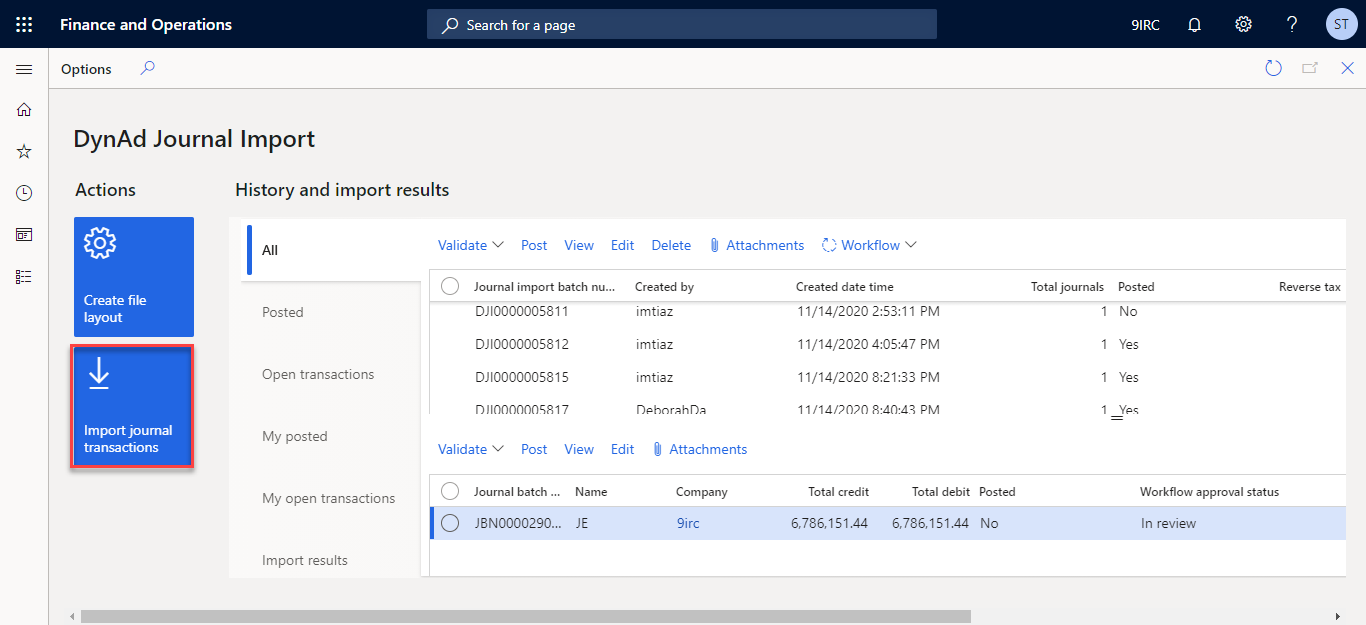 Finance and Operations
Search for a page
9IRC
?
ST
Options
DynAd Journal Import
Actions
History and import results
Create file
layout
Import journal
transactions
All
Posted
Open transactions
My posted
My open transactions
Import results
Validate Post View Edit Delete Attachments Workflow
Journal import batch nu... Created by Created date time Total journals Posted Reverse tax
DJI0000005811 imtiaz 11/14/2020 2:53:11 PM 1 No
DJI0000005812 imtiaz 11/14/2020 4:05:47 PM 1 Yes
DJI0000005815 imtiaz 11/14/2020 8:21:33 PM 1 Yes
DJI0000005817 DeborahDa 11/14/2020 8:40:43 PM 1 Yes
Validate Post View Edit Attachments
Journal batch ... Name Company Total credit Total debit Posted Workflow approval status
JBN0000290... JE 9irc 6,786,151.44 6,786,151.44 No In review